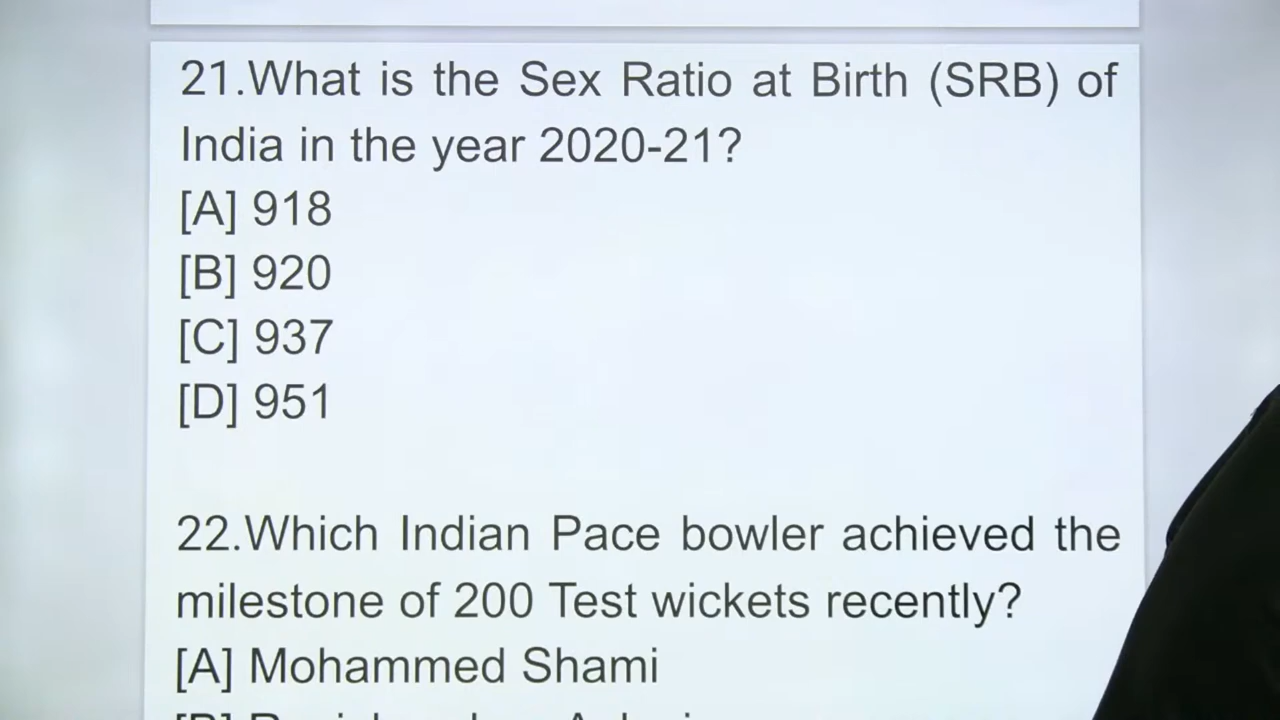 21.What is the Sex Ratio at Birth (SRB) of
India in the year 2020-21?
[A] 918
[B] 920
[C] 937
[D] 951
22.Which Indian Pace bowler achieved the
milestone of 200 Test wickets recently?
[A] Mohammed Shami